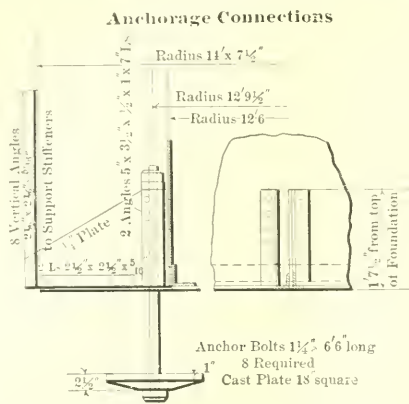 Anchorage Connections
Radius 14'x 7½"
Radius 12'9½"
Radius 12'6
8 Vertical Angles
to Support Stiffeners
¼" Plate
2 Angles 5"x 3½"x ½"x 1x 7"Ls
2½"x 2½"x 5/16
1'7½" from top
of Foundation
Anchor Bolts 1¼"x 6'6" long
8 Required
Cast Plate 18" square
1"
2½"